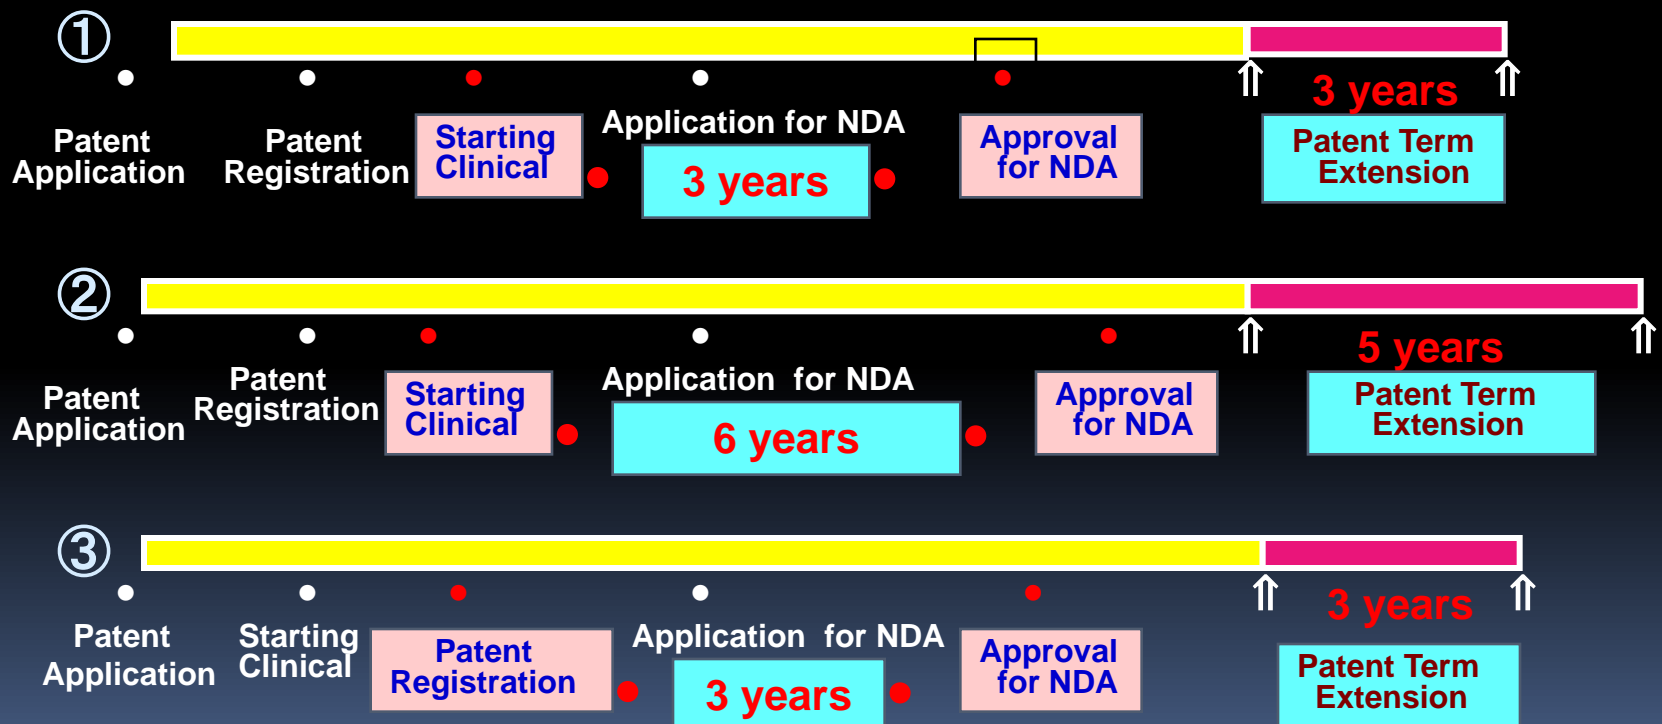 ①
3 years
Patent
Application
Patent
Registration
Starting
Clinical
Application for NDA
3 years
Approval
for NDA
Patent Term
Extension
②
5 years
Patent
Application
Patent
Registration
Starting
Clinical
Application for NDA
6 years
Approval
for NDA
Patent Term
Extension
③
3 years
Patent
Application
Starting
Clinical
Patent
Registration
Application for NDA
3 years
Approval
for NDA
Patent Term
Extension